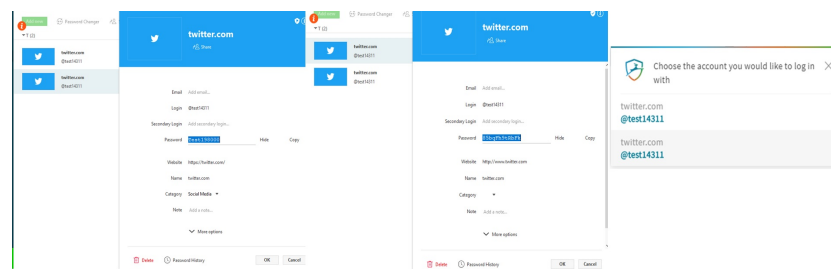 Add new
Password Changer
T (2)
twitter.com
@test14311
twitter.com
@test14311
twitter.com
Share
Email Add email...
Login @test14311
Secondary Login Add secondary login...
Password Hide Copy
Website https://twitter.com/
Name twitter.com
Category Social Media
Note Add a note...
More options
Delete Password History OK Cancel
Password Changer
T (2)
twitter.com
@test14311
twitter.com
@test14311
twitter.com
Share
Email Add email...
Login @test14311
Secondary Login Add secondary login...
Password Hide Copy
Website http://www.twitter.com
Name twitter.com
Category
Note Add a note...
More options
Delete Password History OK Cancel
Choose the account you would like to log in
with
twitter.com
@test14311
twitter.com
@test14311